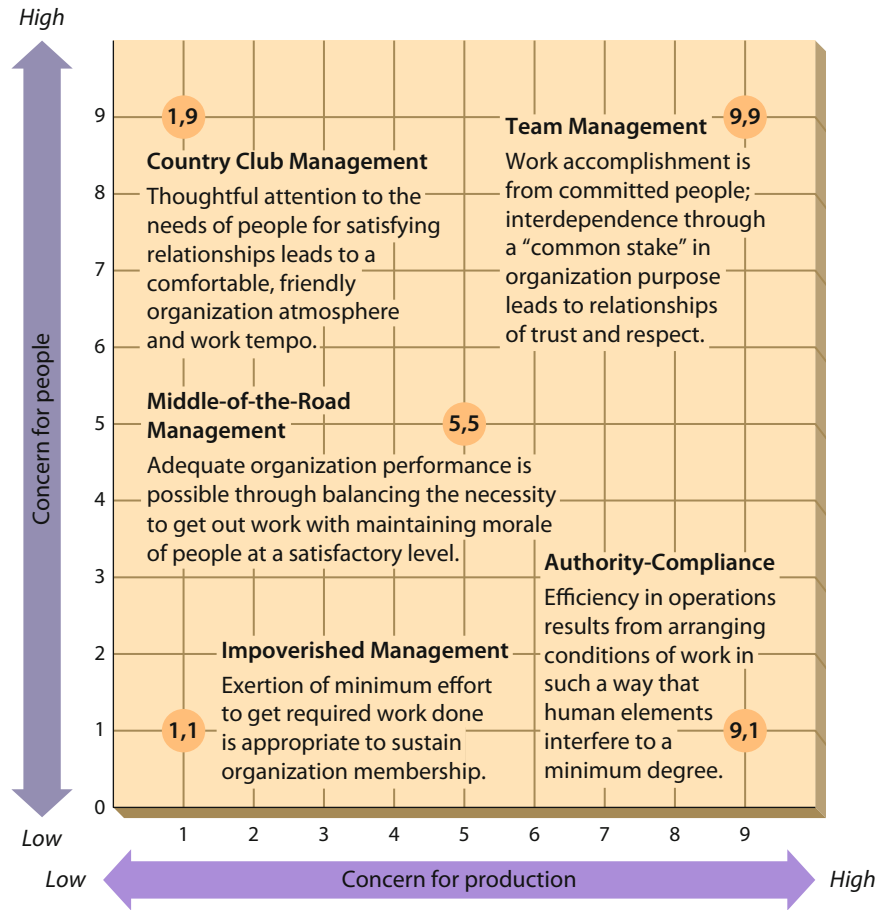 High
Concern for people
9
8
7
6
5
4
3
2
1
0
Low
1,9
Country Club Management
Thoughtful attention to the
needs of people for satisfying
relationships leads to a
comfortable, friendly
organization atmosphere
and work tempo.
9,9
Team Management
Work accomplishment is
from committed people;
interdependence through
a “common stake” in
organization purpose
leads to relationships
of trust and respect.
Middle-of-the-Road
Management
5,5
Adequate organization performance is
possible through balancing the necessity
to get out work with maintaining morale
of people at a satisfactory level.
Impoverished Management
Exertion of minimum effort
to get required work done
is appropriate to sustain
organization membership.
1,1
Authority-Compliance
Efficiency in operations
results from arranging
conditions of work in
such a way that
human elements
interfere to a
minimum degree.
9,1
1 2 3 4 5 6 7 8 9
Low Concern for production High